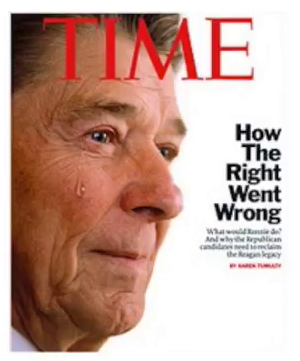 TIME
How
The
Right
Went
Wrong
What would Ronnie do?
And why the Republican
candidates need to reclaim
the Reagan legacy
BY KAREN TUMULTY